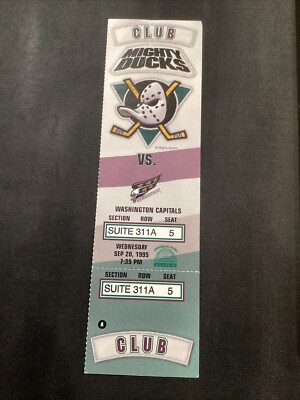 CLUB
MIGHTY
DUCKS
VS.
WASHINGTON CAPITALS
SECTION ROW SEAT
SUITE 311A 5
WEDNESDAY
SEP 20, 1995
7:35 PM
SECTION ROW SEAT
SUITE 311A 5
A
CLUB